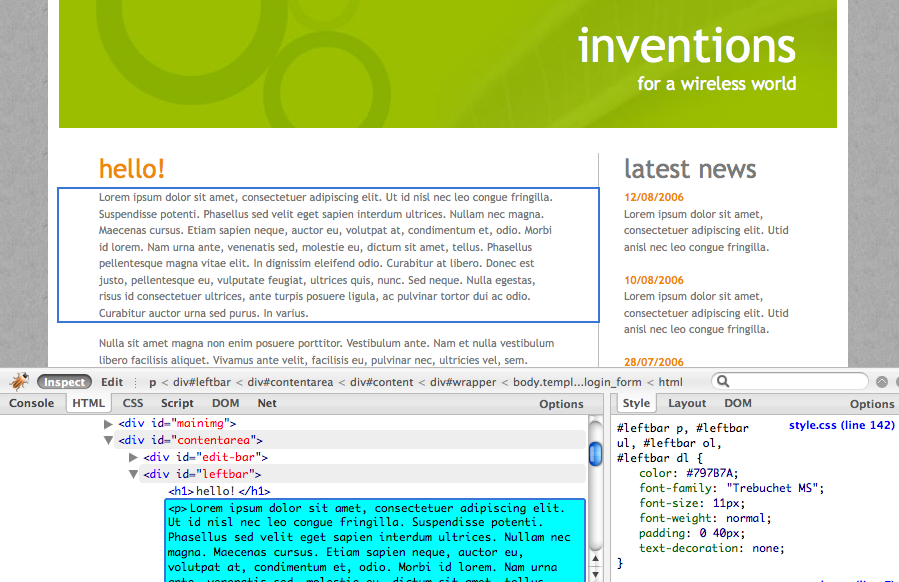 inventions
for a wireless world
hello!
Lorem ipsum dolor sit amet, consectetuer adipiscing elit. Ut id nisl nec leo congue fringilla.
Suspendisse potenti. Phasellus sed velit eget sapien interdum ultrices. Nullam nec magna.
Maecenas cursus. Etiam sapien neque, auctor eu, volutpat at, condimentum et, odio. Morbi
id lorem. Nam urna ante, venenatis sed, molestie eu, dictum sit amet, tellus. Phasellus
pellentesque magna vitae elit. In dignissim eleifend odio. Curabitur at libero. Donec est
justo, pellentesque eu, vulputate feugiat, ultrices quis, nunc. Sed neque. Nulla egestas,
risus id consectetuer ultrices, ante turpis posuere ligula, ac pulvinar tortor dui ac odio.
Curabitur auctor urna sed purus. In varius.
Nulla sit amet magna non enim posuere porttitor. Vestibulum ante. Nam et nulla vestibulum
libero facilisis aliquet. Vivamus ante velit, facilisis eu, pulvinar nec, ultricies vel, sem.
latest news
12/08/2006
Lorem ipsum dolor sit amet,
consectetuer adipiscing elit. Utid
anisl nec leo congue fringilla.
10/08/2006
Lorem ipsum dolor sit amet,
consectetuer adipiscing elit. Utid
anisl nec leo congue fringilla.
28/07/2006
Inspect Edit p < div#leftbar < div#contentarea < div#content < div#wrapper < body.templ...login_form < html
Console HTML CSS Script DOM Net Options
<div id="mainimg">
<div id="contentarea">
<div id="edit-bar">
<div id="leftbar">
<h1>hello!</h1>
<p>Lorem ipsum dolor sit amet, consectetuer adipiscing elit.
Ut id nisl nec leo congue fringilla. Suspendisse potenti.
Phasellus sed velit eget sapien interdum ultrices. Nullam nec
magna. Maecenas cursus. Etiam sapien neque, auctor eu,
volutpat at, condimentum et, odio. Morbi id lorem. Nam urna
ante, venenatis sed, molestie eu, dictum sit amet, tellus.
Style Layout DOM Options
#leftbar p, #leftbar style.css (line 142)
ul, #leftbar ol,
#leftbar dl {
color: #797B7A;
font-family: "Trebuchet MS";
font-size: 11px;
font-weight: normal;
padding: 0 40px;
text-decoration: none;
}